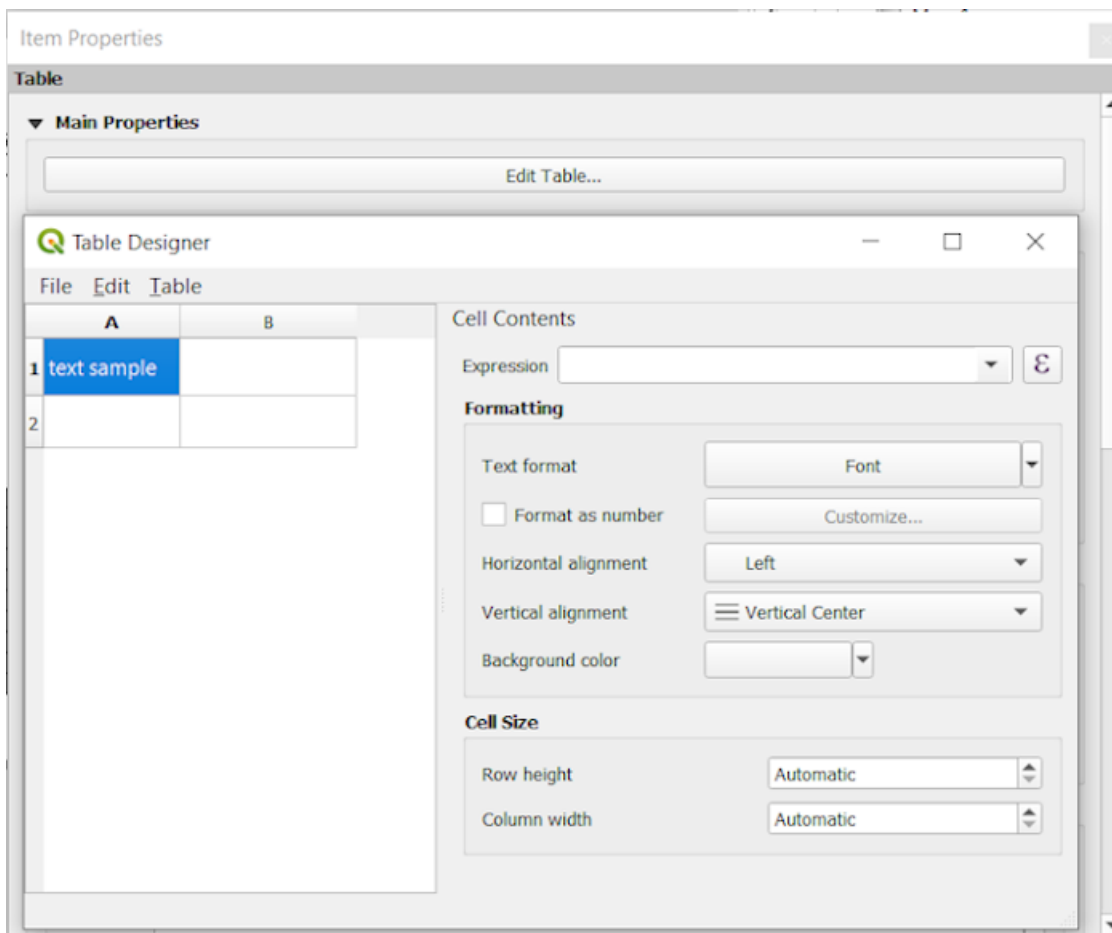 Item Properties
Table
Main Properties
Edit Table...
Table Designer
File Edit Table
A B
1 text sample
2
Cell Contents
Expression ε
Formatting
Text format Font
Format as number Customize...
Horizontal alignment Left
Vertical alignment Vertical Center
Background color
Cell Size
Row height Automatic
Column width Automatic